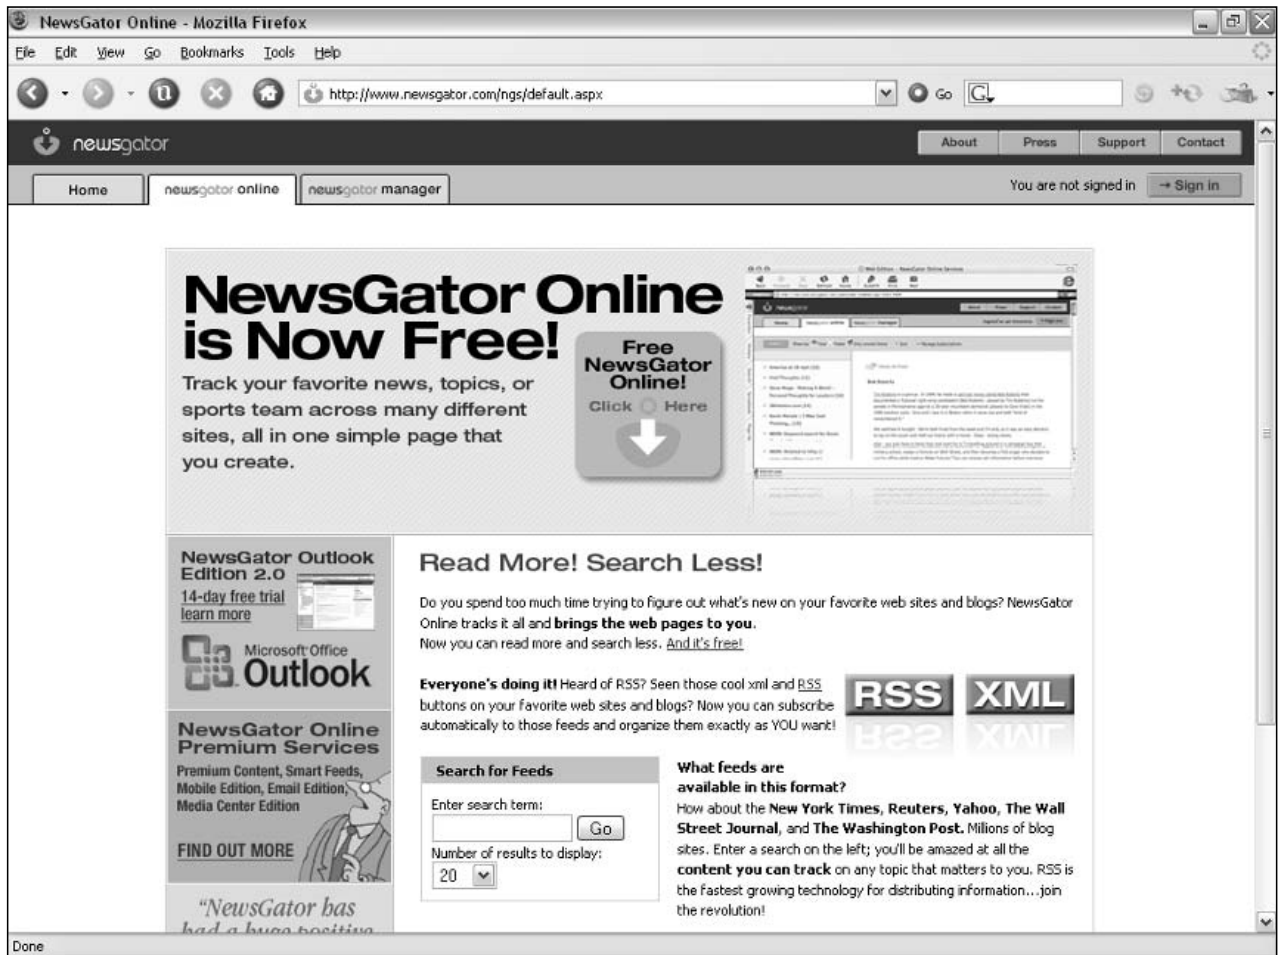 NewsGator Online - Mozilla Firefox
File Edit View Go Bookmarks Tools Help
http://www.newsgator.com/ngs/default.aspx
Go
G
newsgator
About Press Support Contact
Home newsgator online newsgator manager
You are not signed in → Sign in
NewsGator Online
is Now Free!
Track your favorite news, topics, or
sports team across many different
sites, all in one simple page that
you create.
Free
NewsGator
Online!
Click Here
NewsGator Outlook
Edition 2.0
14-day free trial
learn more
Microsoft Office
Outlook
NewsGator Online
Premium Services
Premium Content, Smart Feeds,
Mobile Edition, Email Edition,
Media Center Edition
FIND OUT MORE
"NewsGator has
had a huge positive
Read More! Search Less!
Do you spend too much time trying to figure out what's new on your favorite web sites and blogs? NewsGator
Online tracks it all and brings the web pages to you.
Now you can read more and search less. And it's free!
Everyone's doing it! Heard of RSS? Seen those cool xml and RSS
buttons on your favorite web sites and blogs? Now you can subscribe
automatically to those feeds and organize them exactly as YOU want!
RSS XML
Search for Feeds
Enter search term:
Go
Number of results to display:
20
What feeds are
available in this format?
How about the New York Times, Reuters, Yahoo, The Wall
Street Journal, and The Washington Post. Milions of blog
sites. Enter a search on the left; you'll be amazed at all the
content you can track on any topic that matters to you. RSS is
the fastest growing technology for distributing information...join
the revolution!
Done